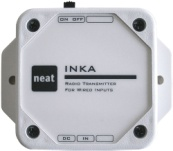 ON OFF
neat
INKA
RADIO TRANSMITTER
FOR WIRED INPUTS
DC IN